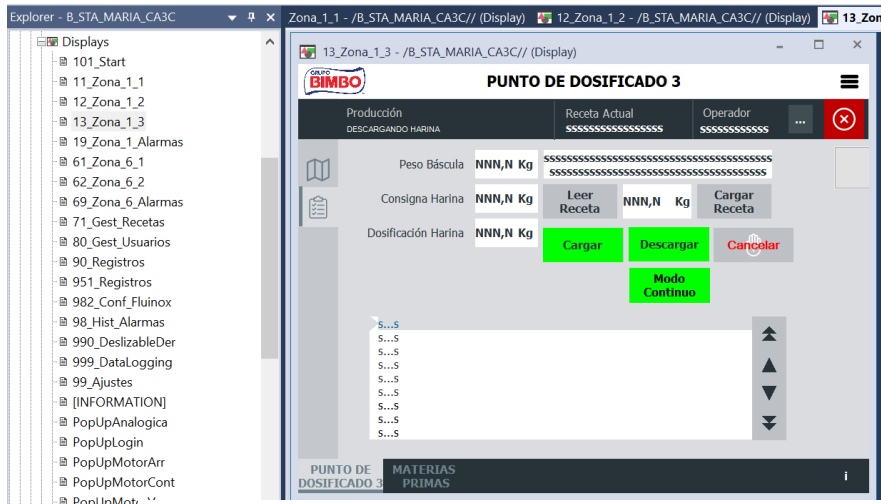 Explorer - B_STA_MARIA_CA3C
Zona_1_1 - /B_STA_MARIA_CA3C// (Display)
12_Zona_1_2 - /B_STA_MARIA_CA3C// (Display)
13_Zon
Displays
101_Start
11_Zona_1_1
12_Zona_1_2
13_Zona_1_3
19_Zona_1_Alarmas
61_Zona_6_1
62_Zona_6_2
69_Zona_6_Alarmas
71_Gest_Recetas
80_Gest_Usuarios
90_Registros
951_Registros
982_Conf_Fluinox
98_Hist_Alarmas
990_DeslizableDer
999_DataLogging
99_Ajustes
[INFORMATION]
PopUpAnalogica
PopUpLogin
PopUpMotorArr
PopUpMotorCont
13_Zona_1_3 - /B_STA_MARIA_CA3C// (Display)
GRUPO
BIMBO
PUNTO DE DOSIFICADO 3
Producción
DESCARGANDO HARINA
Receta Actual
SSSSSSSSSSSSSSSSS
Operador
SSSSSSSSSSSS
...
Peso Báscula
NNN,N Kg
Consigna Harina
NNN,N Kg
Leer
Receta
NNN,N Kg
Cargar
Receta
Dosificación Harina
NNN,N Kg
Cargar
Descargar
Cancelar
Modo
Continuo
s...s
s...s
s...s
s...s
s...s
s...s
s...s
s...s
s...s
PUNTO DE
DOSIFICADO 3
MATERIAS
PRIMAS
i